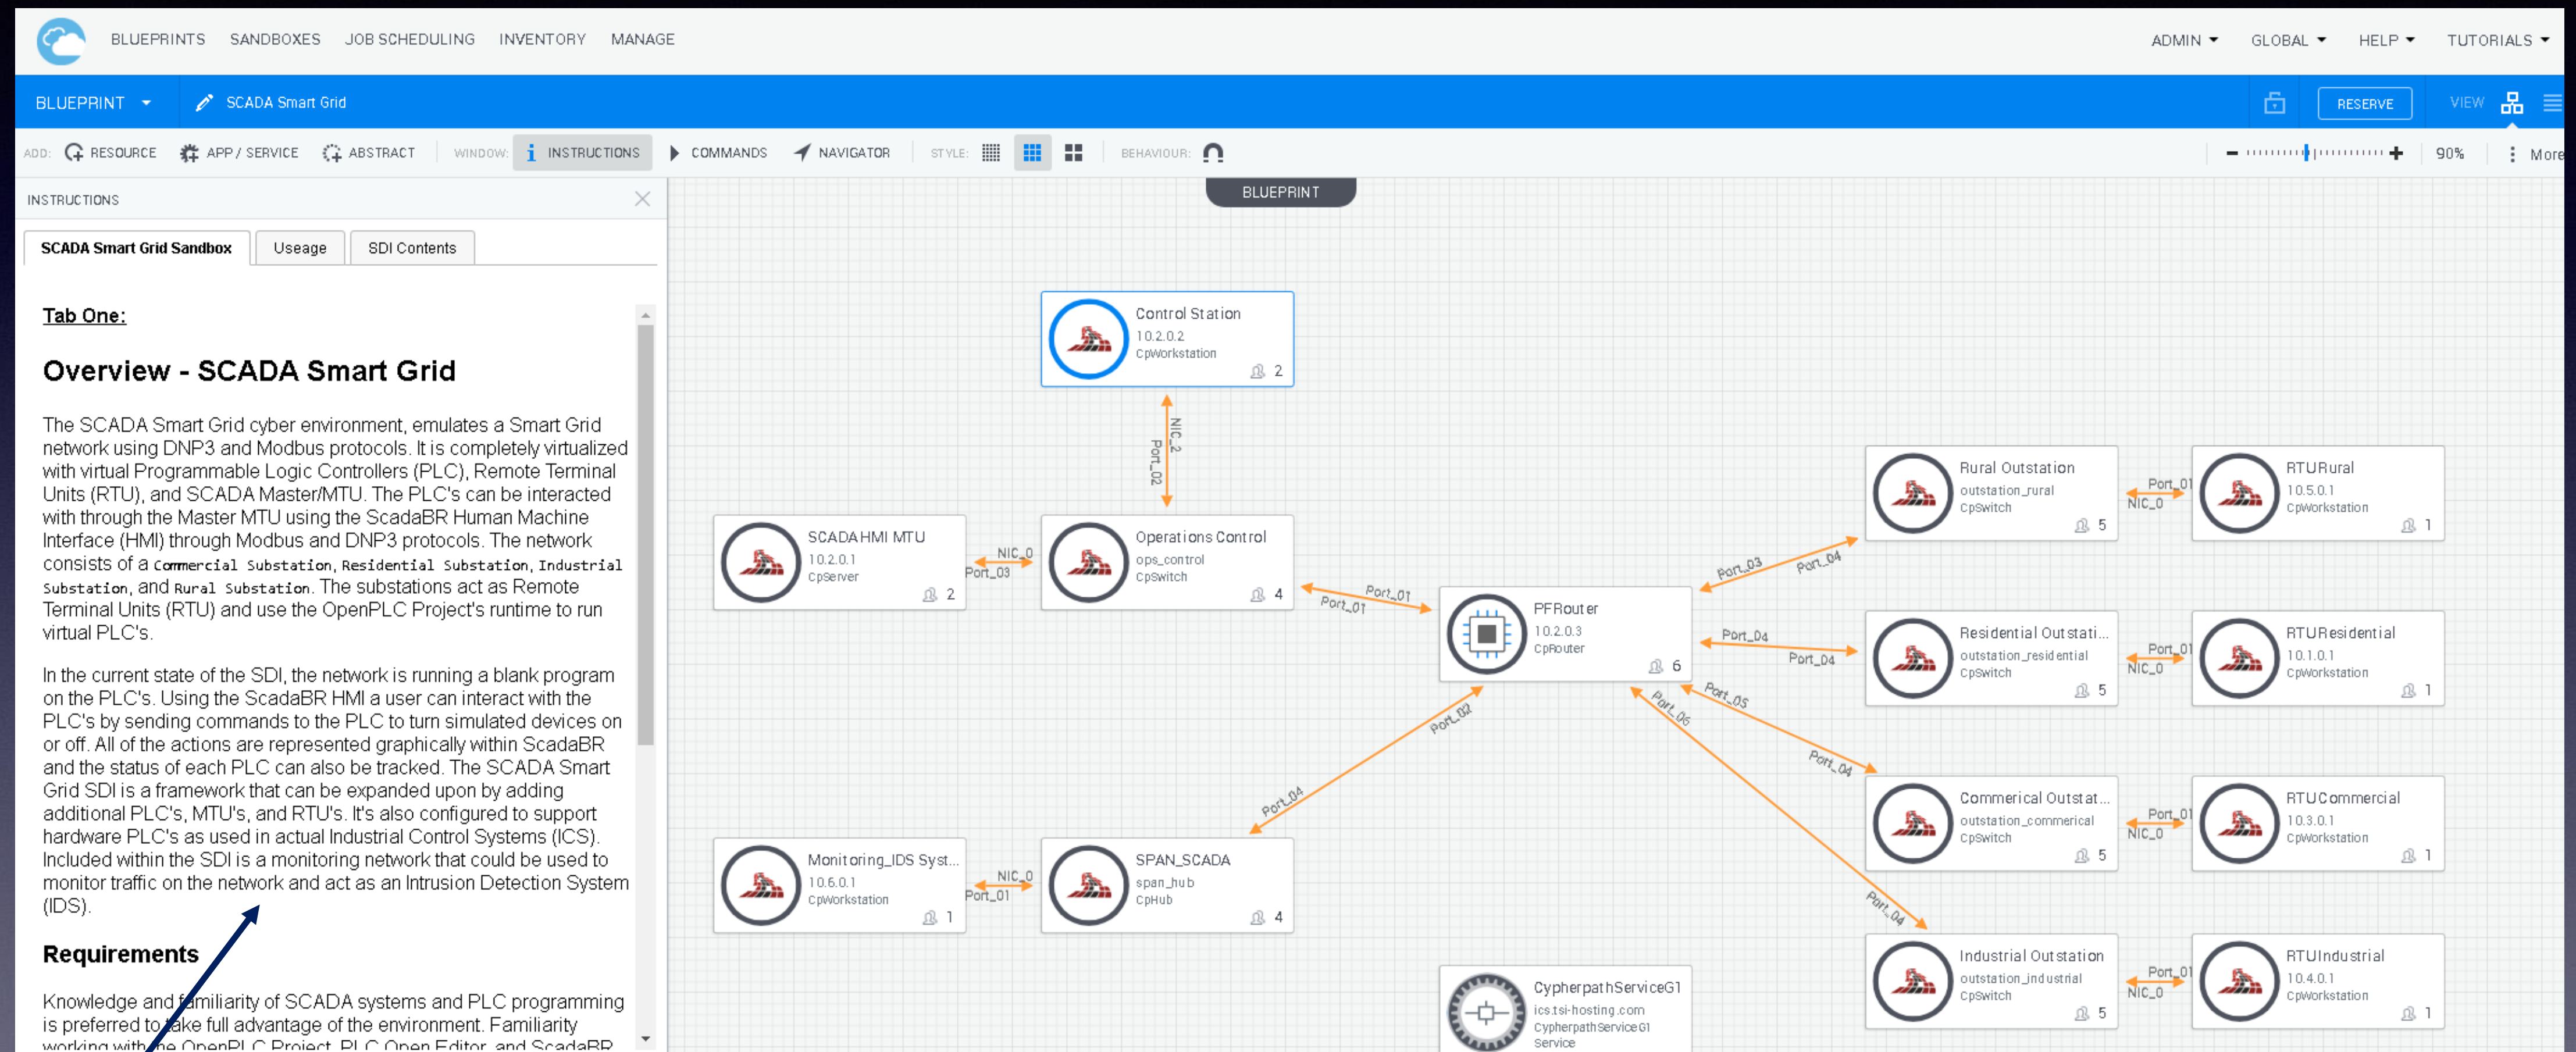 BLUEPRINTS SANDBOXES JOB SCHEDULING INVENTORY MANAGE ADMIN GLOBAL HELP TUTORIALS
BLUEPRINT SCADA Smart Grid RESERVE VIEW
ADD: RESOURCE APP / SERVICE ABSTRACT WINDOW: INSTRUCTIONS COMMANDS NAVIGATOR STYLE: BEHAVIOUR: 90% More
INSTRUCTIONS
SCADA Smart Grid Sandbox Useage SDI Contents
Tab One:
Overview - SCADA Smart Grid
The SCADA Smart Grid cyber environment, emulates a Smart Grid
network using DNP3 and Modbus protocols. It is completely virtualized
with virtual Programmable Logic Controllers (PLC), Remote Terminal
Units (RTU), and SCADA Master/MTU. The PLC's can be interacted
with through the Master MTU using the ScadaBR Human Machine
Interface (HMI) through Modbus and DNP3 protocols. The network
consists of a Commercial Substation, Residential Substation, Industrial
Substation, and Rural Substation. The substations act as Remote
Terminal Units (RTU) and use the OpenPLC Project's runtime to run
virtual PLC's.
In the current state of the SDI, the network is running a blank program
on the PLC's. Using the ScadaBR HMI a user can interact with the
PLC's by sending commands to the PLC to turn simulated devices on
or off. All of the actions are represented graphically within ScadaBR
and the status of each PLC can also be tracked. The SCADA Smart
Grid SDI is a framework that can be expanded upon by adding
additional PLC's, MTU's, and RTU's. It's also configured to support
hardware PLC's as used in actual Industrial Control Systems (ICS).
Included within the SDI is a monitoring network that could be used to
monitor traffic on the network and act as an Intrusion Detection System
(IDS).
Requirements
Knowledge and familiarity of SCADA systems and PLC programming
is preferred to take full advantage of the environment. Familiarity
working with the OpenPLC Project, PLC Open Editor, and ScadaBR
BLUEPRINT
Control Station
10.2.0.2
CpWorkstation
2
NIC_2
Port_02
SCADA HMI MTU
10.2.0.1
CpServer
2
NIC_0
Port_03
Operations Control
ops_control
CpSwitch
4
Port_01
Port_01
PFRouter
10.2.0.3
CpRouter
6
Port_03
Port_04
Rural Outstation
outstation_rural
CpSwitch
5
Port_01
NIC_0
RTURural
10.5.0.1
CpWorkstation
1
Port_04
Port_04
Residential Outstati...
outstation_residential
CpSwitch
5
Port_01
NIC_0
RTUResidential
10.1.0.1
CpWorkstation
1
Port_05
Port_04
Commerical Outstat...
outstation_commerical
CpSwitch
5
Port_01
NIC_0
RTUCommercial
10.3.0.1
CpWorkstation
1
Port_06
Port_04
Industrial Outstation
outstation_industrial
CpSwitch
5
Port_01
NIC_0
RTUIndustrial
10.4.0.1
CpWorkstation
1
Port_02
Port_04
Monitoring_IDS Syst...
10.6.0.1
CpWorkstation
1
NIC_0
Port_01
SPAN_SCADA
span_hub
CpHub
4
CypherpathServiceG1
ics.tsi-hosting.com
CypherpathServiceG1
Service